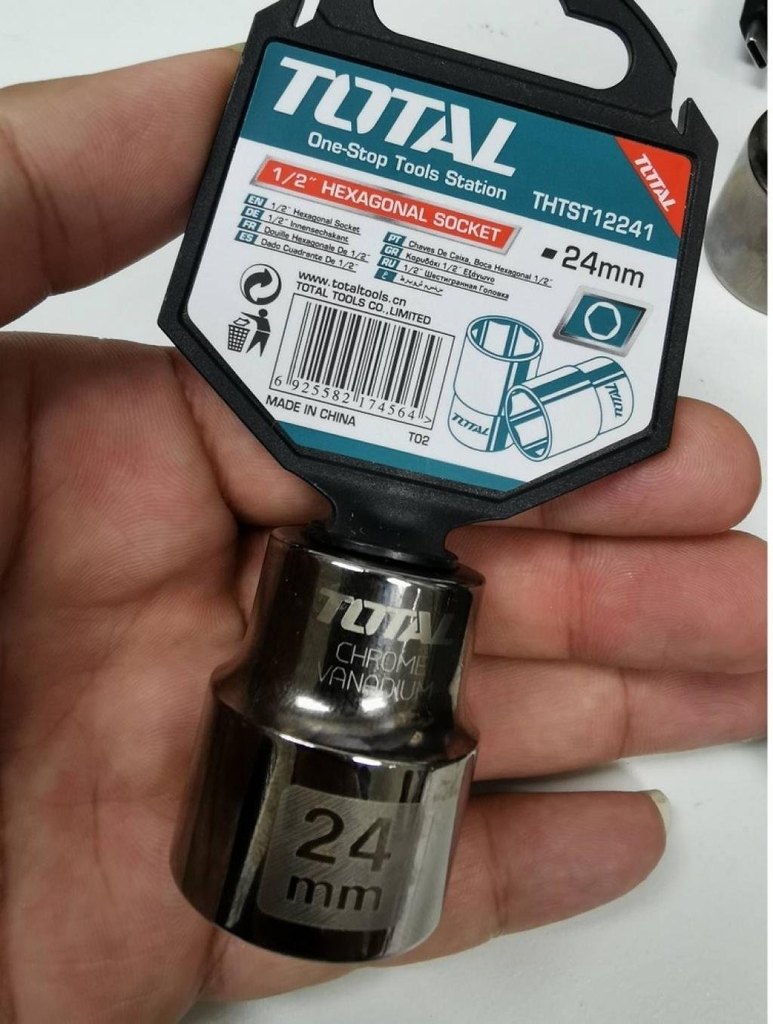 TOTAL
One-Stop Tools Station
THTST12241
TOTAL
1/2" HEXAGONAL SOCKET
24mm
EN 1/2" Hexagonal Socket
DE 1/2" Innensechskant
FR Douille Hexagonale De 1/2"
ES Dado Cuadrante De 1/2"
PT Chaves De Caixa, Boca Hexagonal 1/2"
GR Καρυδάκι 1/2" Εξάγωνο
RU 1/2" Шестигранная Головка
www.totaltools.cn
TOTAL TOOLS CO.,LIMITED
6 925582 174564 >
MADE IN CHINA
T02
TOTAL
TOTAL
TOTAL
CHROME
VANADIUM
24
mm